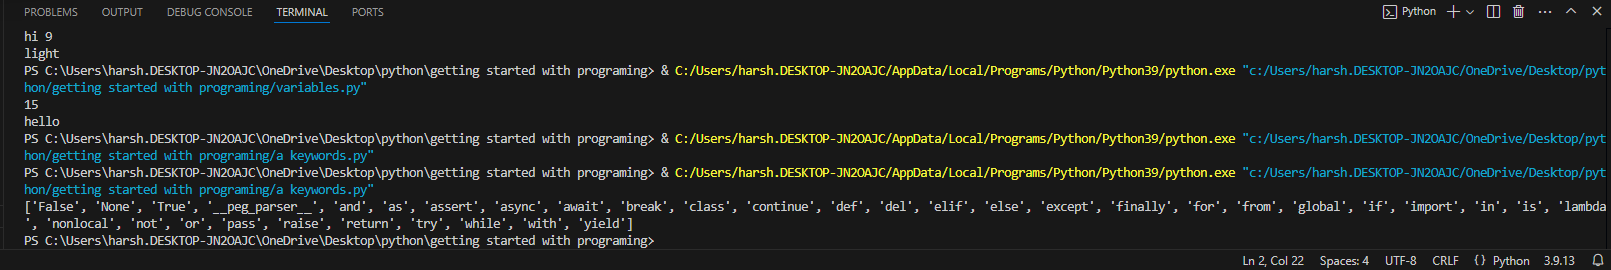 PROBLEMS OUTPUT DEBUG CONSOLE TERMINAL PORTS Python
hi 9
light
PS C:\Users\harsh.DESKTOP-JN2OAJC\OneDrive\Desktop\python\getting started with programing> & C:/Users/harsh.DESKTOP-JN2OAJC/AppData/Local/Programs/Python/Python39/python.exe "c:/Users/harsh.DESKTOP-JN2OAJC/OneDrive/Desktop/pyt
hon/getting started with programing/variables.py"
15
hello
PS C:\Users\harsh.DESKTOP-JN2OAJC\OneDrive\Desktop\python\getting started with programing> & C:/Users/harsh.DESKTOP-JN2OAJC/AppData/Local/Programs/Python/Python39/python.exe "c:/Users/harsh.DESKTOP-JN2OAJC/OneDrive/Desktop/pyt
hon/getting started with programing/a keywords.py"
PS C:\Users\harsh.DESKTOP-JN2OAJC\OneDrive\Desktop\python\getting started with programing> & C:/Users/harsh.DESKTOP-JN2OAJC/AppData/Local/Programs/Python/Python39/python.exe "c:/Users/harsh.DESKTOP-JN2OAJC/OneDrive/Desktop/pyt
hon/getting started with programing/a keywords.py"
['False', 'None', 'True', '__peg_parser__', 'and', 'as', 'assert', 'async', 'await', 'break', 'class', 'continue', 'def', 'del', 'elif', 'else', 'except', 'finally', 'for', 'from', 'global', 'if', 'import', 'in', 'is', 'lambda
', 'nonlocal', 'not', 'or', 'pass', 'raise', 'return', 'try', 'while', 'with', 'yield']
PS C:\Users\harsh.DESKTOP-JN2OAJC\OneDrive\Desktop\python\getting started with programing>
Ln 2, Col 22 Spaces: 4 UTF-8 CRLF {} Python 3.9.13